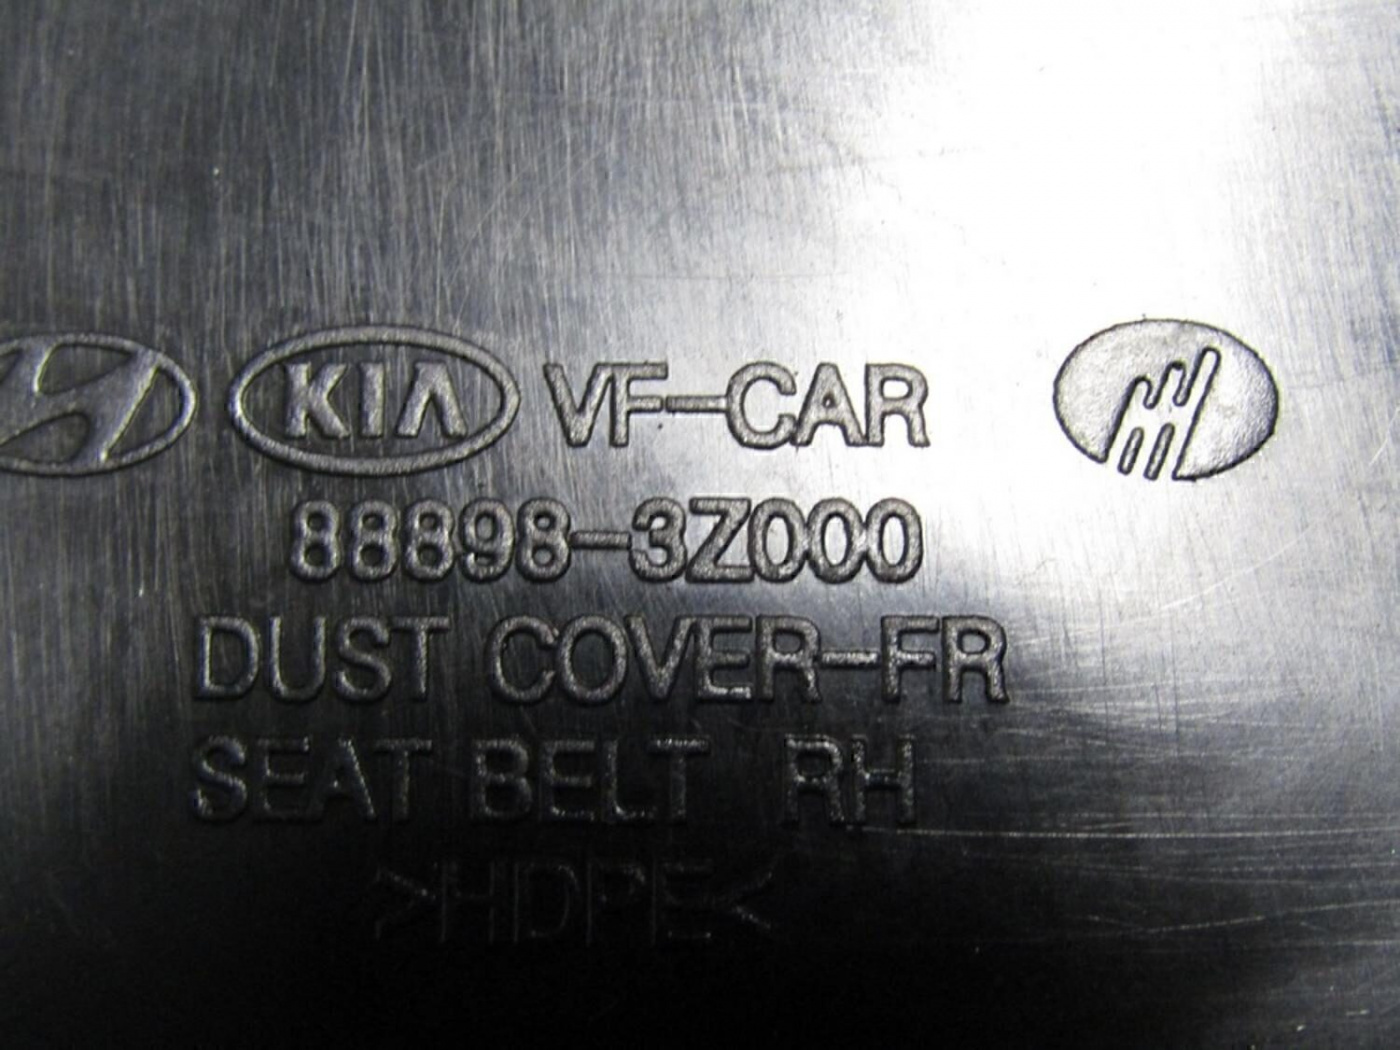 KIA VF-CAR
88898-3Z000
DUST COVER-FR
SEAT BELT RH
>HDPE<